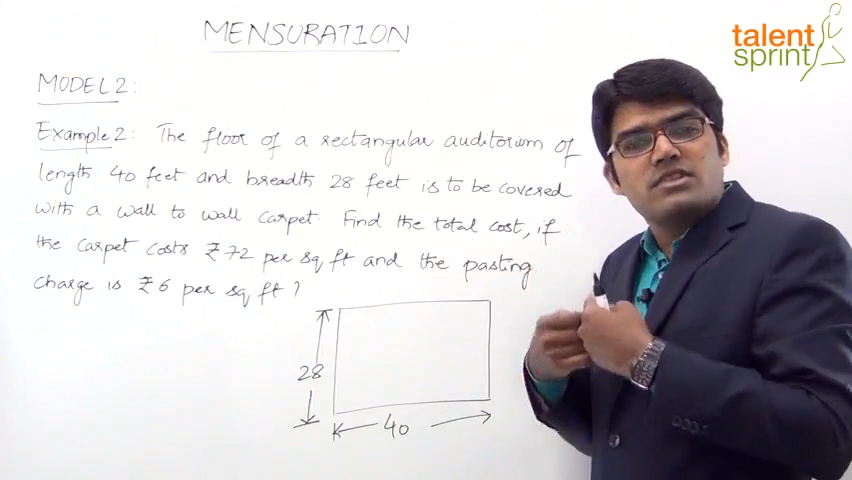 MENSURATION
talent
sprint
MODEL 2:
Example 2: The floor of a rectangular auditorium of
length 40 feet and breadth 28 feet is to be covered
with a wall to wall carpet. Find the total cost, if
the carpet costs ₹72 per sq ft and the pasting
charge is ₹6 per sq ft?
28
40